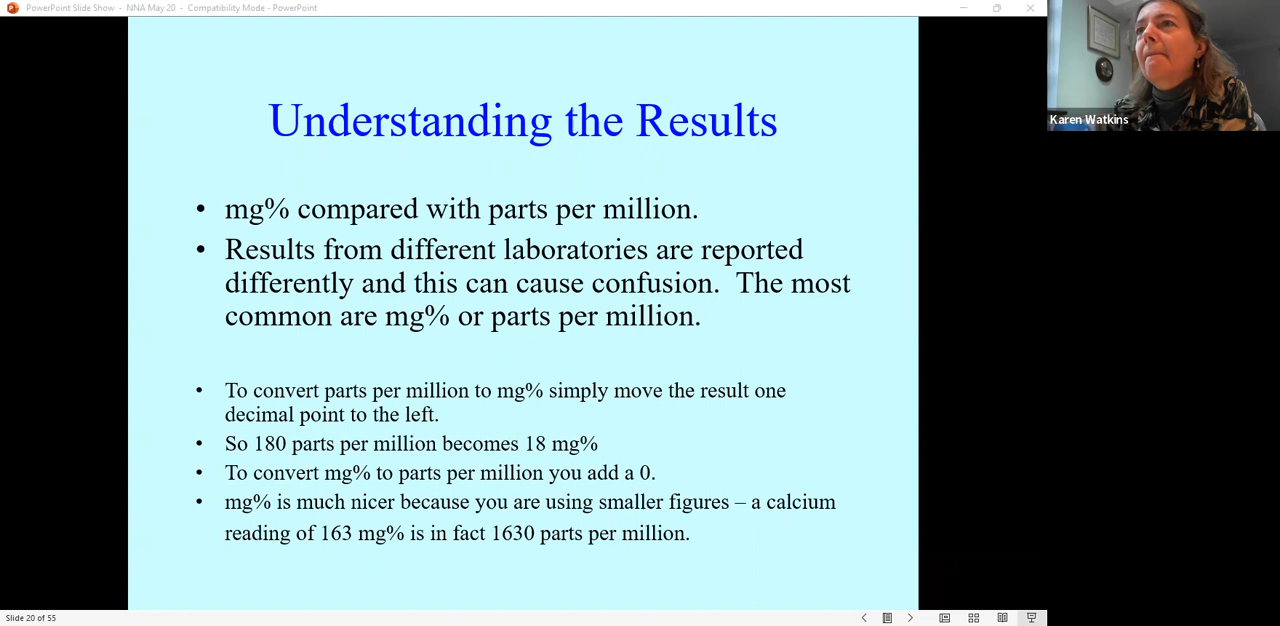 PowerPoint Slide Show - NNA May 20 - Compatibility Mode - PowerPoint
Karen Watkins
Understanding the Results
• mg% compared with parts per million.
• Results from different laboratories are reported
differently and this can cause confusion.  The most
common are mg% or parts per million.
• To convert parts per million to mg% simply move the result one
decimal point to the left.
• So 180 parts per million becomes 18 mg%
• To convert mg% to parts per million you add a 0.
• mg% is much nicer because you are using smaller figures – a calcium
reading of 163 mg% is in fact 1630 parts per million.
Slide 20 of 55